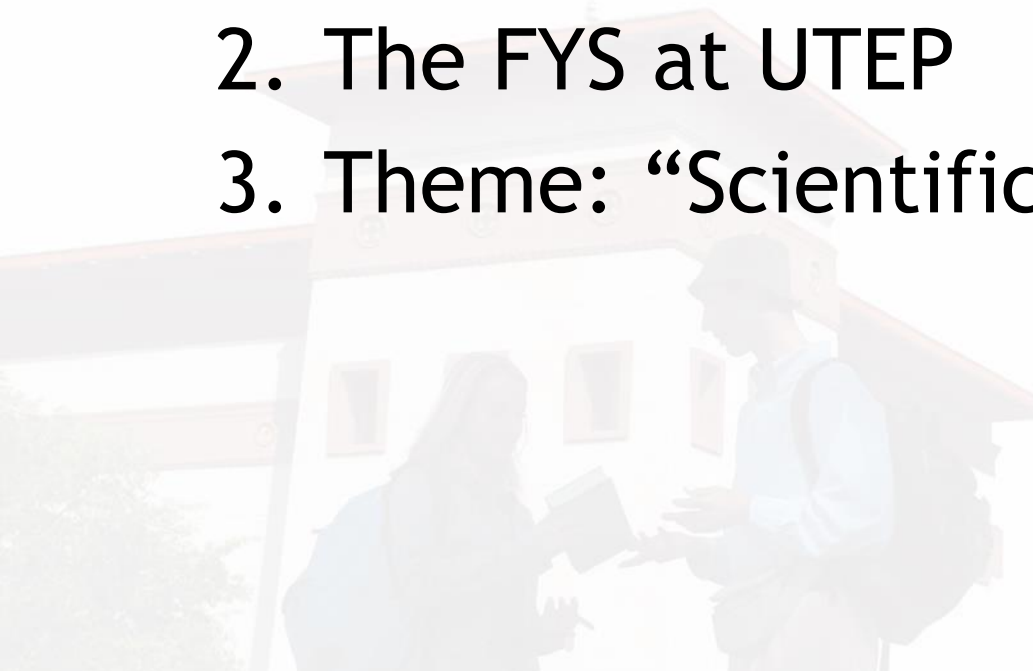 2. The FYS at UTEP
3. Theme: “Scientific